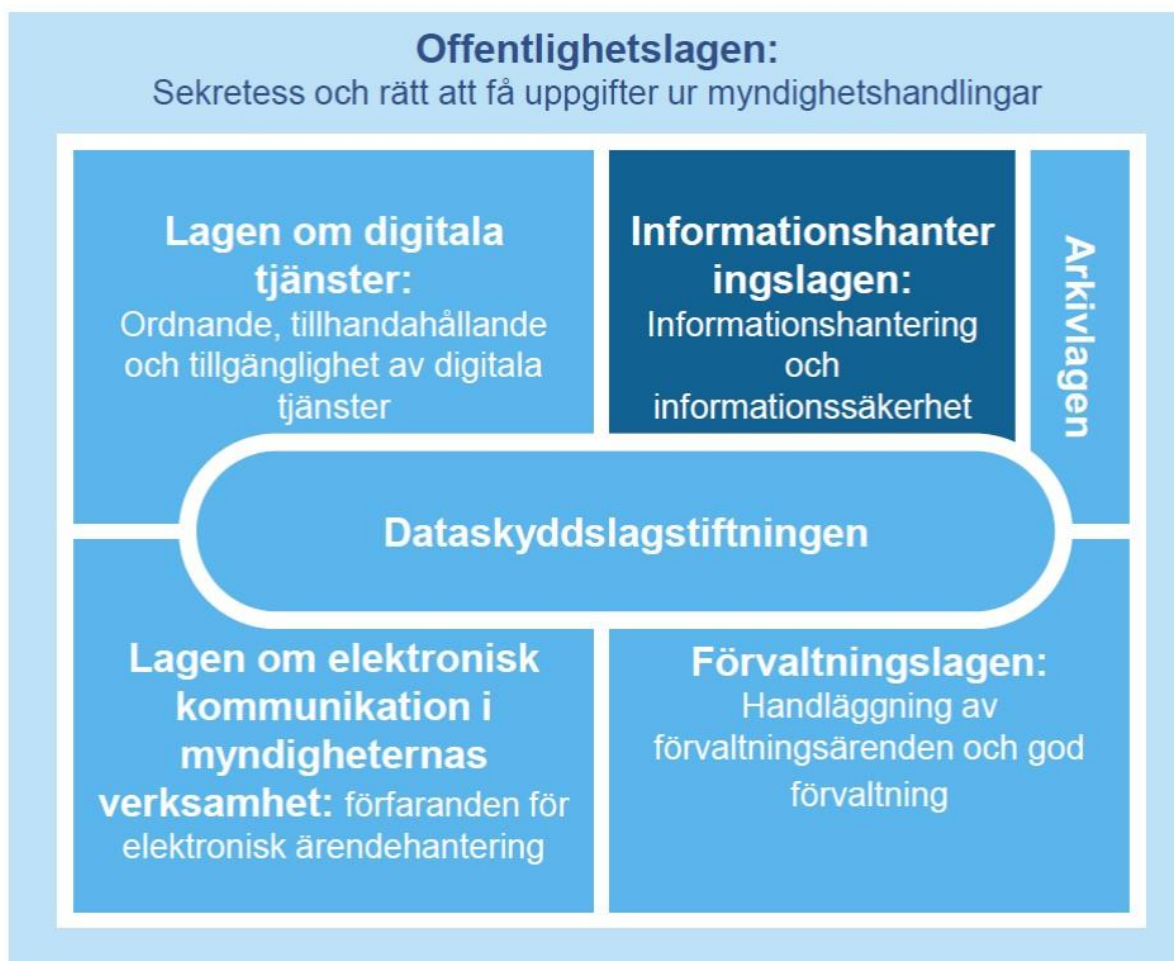 Offentlighetslagen:
Sekretess och rätt att få uppgifter ur myndighetshandlingar
Lagen om digitala
tjänster:
Ordnande, tillhandahållande
och tillgänglighet av digitala
tjänster
Informationshanter
ingslagen:
Informationshantering
och
informationssäkerhet
Arkivlagen
Dataskyddslagstiftningen
Lagen om elektronisk
kommunikation i
myndigheternas
verksamhet: förfaranden för
elektronisk ärendehantering
Förvaltningslagen:
Handläggning av
förvaltningsärenden och god
förvaltning